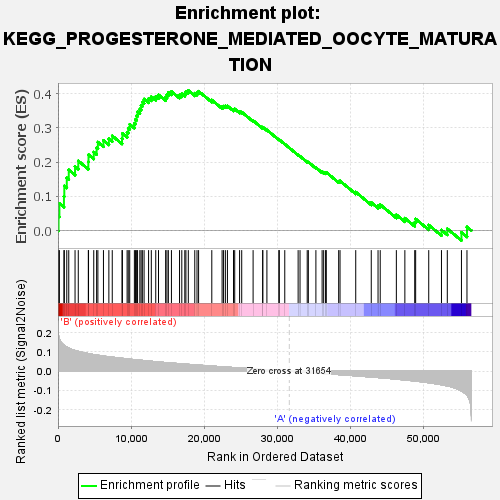 Enrichment plot:
KEGG_PROGESTERONE_MEDIATED_OOCYTE_MATURA
TION
Enrichment score (ES)
0.4
0.3
0.2
0.1
0.0
'B' (positively correlated)
Ranked list metric (Signal2Noise)
0.2
0.1
0.0
-0.1
-0.2
Zero cross at 31654
'A' (negatively correlated)
0
10,000
20,000
30,000
40,000
50,000
Rank in Ordered Dataset
Enrichment profile
Hits
Ranking metric scores